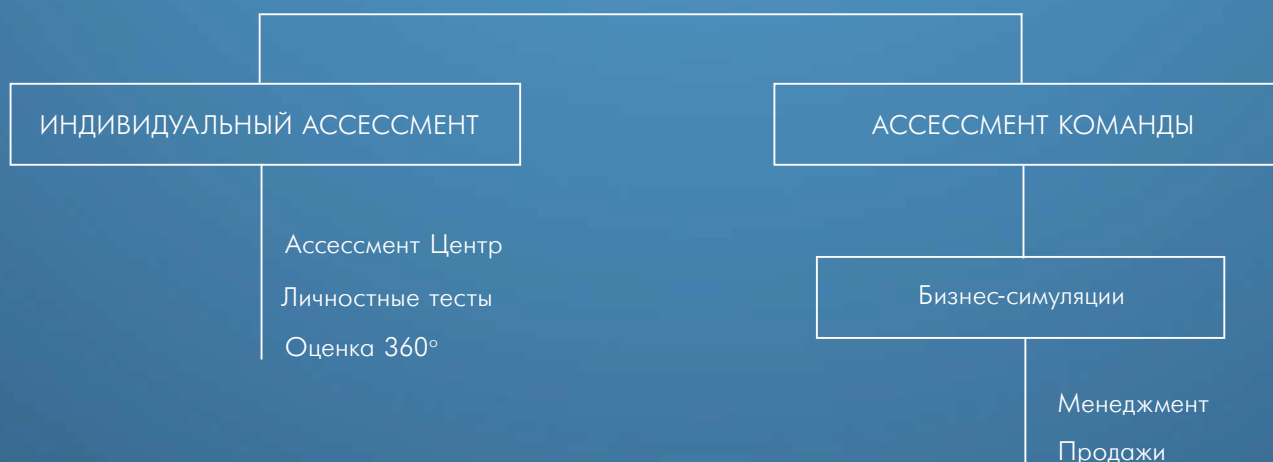 ИНДИВИДУАЛЬНЫЙ АССЕССМЕНТ
Ассессмент Центр
Личностные тесты
Оценка 360°
АССЕССМЕНТ КОМАНДЫ
Бизнес-симуляции
Менеджмент
Продажи